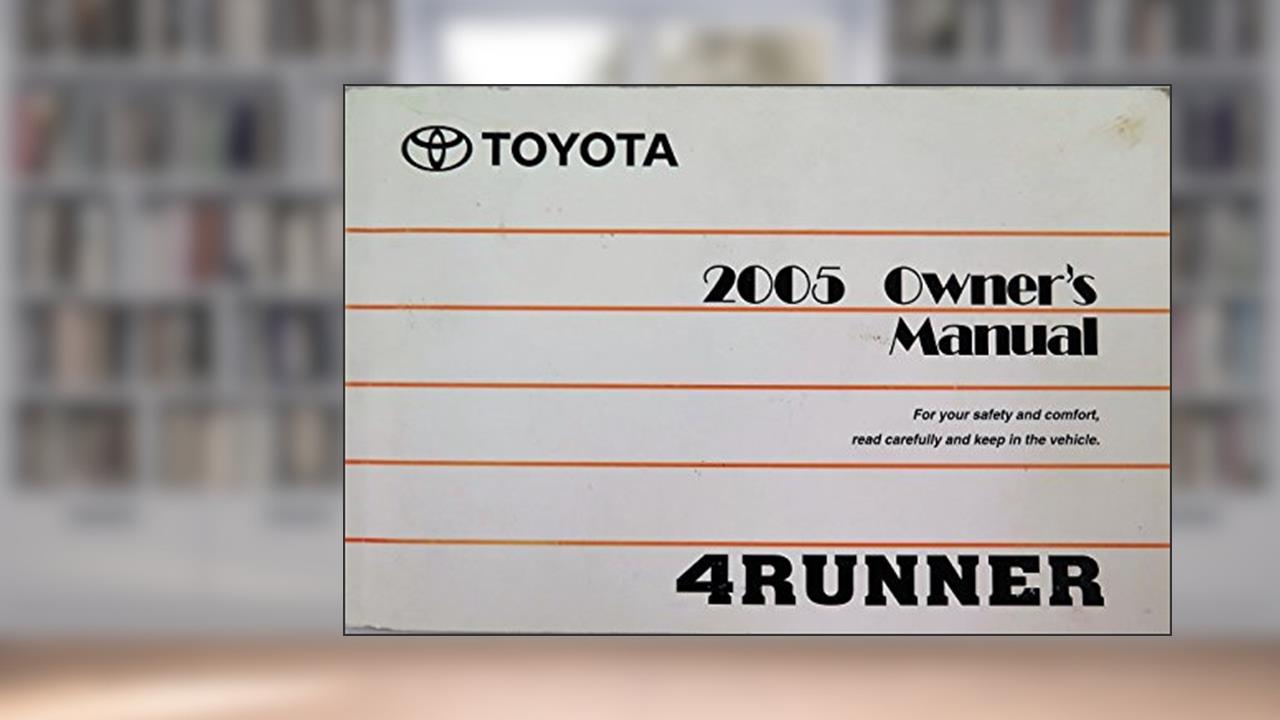 TOYOTA
2005 Owner's
Manual
For your safety and comfort,
read carefully and keep in the vehicle.
4RUNNER